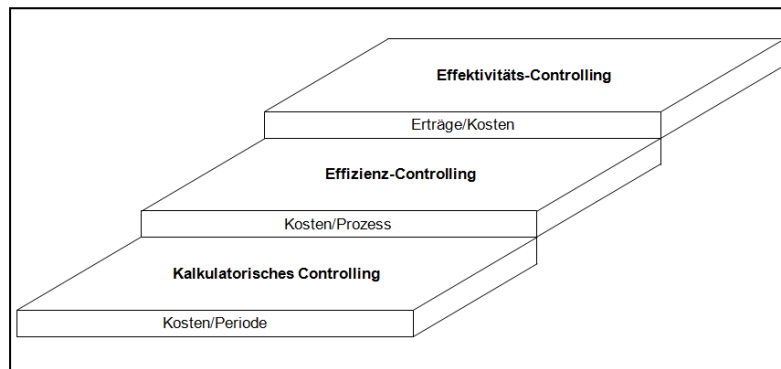 Effektivitäts-Controlling
Erträge/Kosten
Effizienz-Controlling
Kosten/Prozess
Kalkulatorisches Controlling
Kosten/Periode